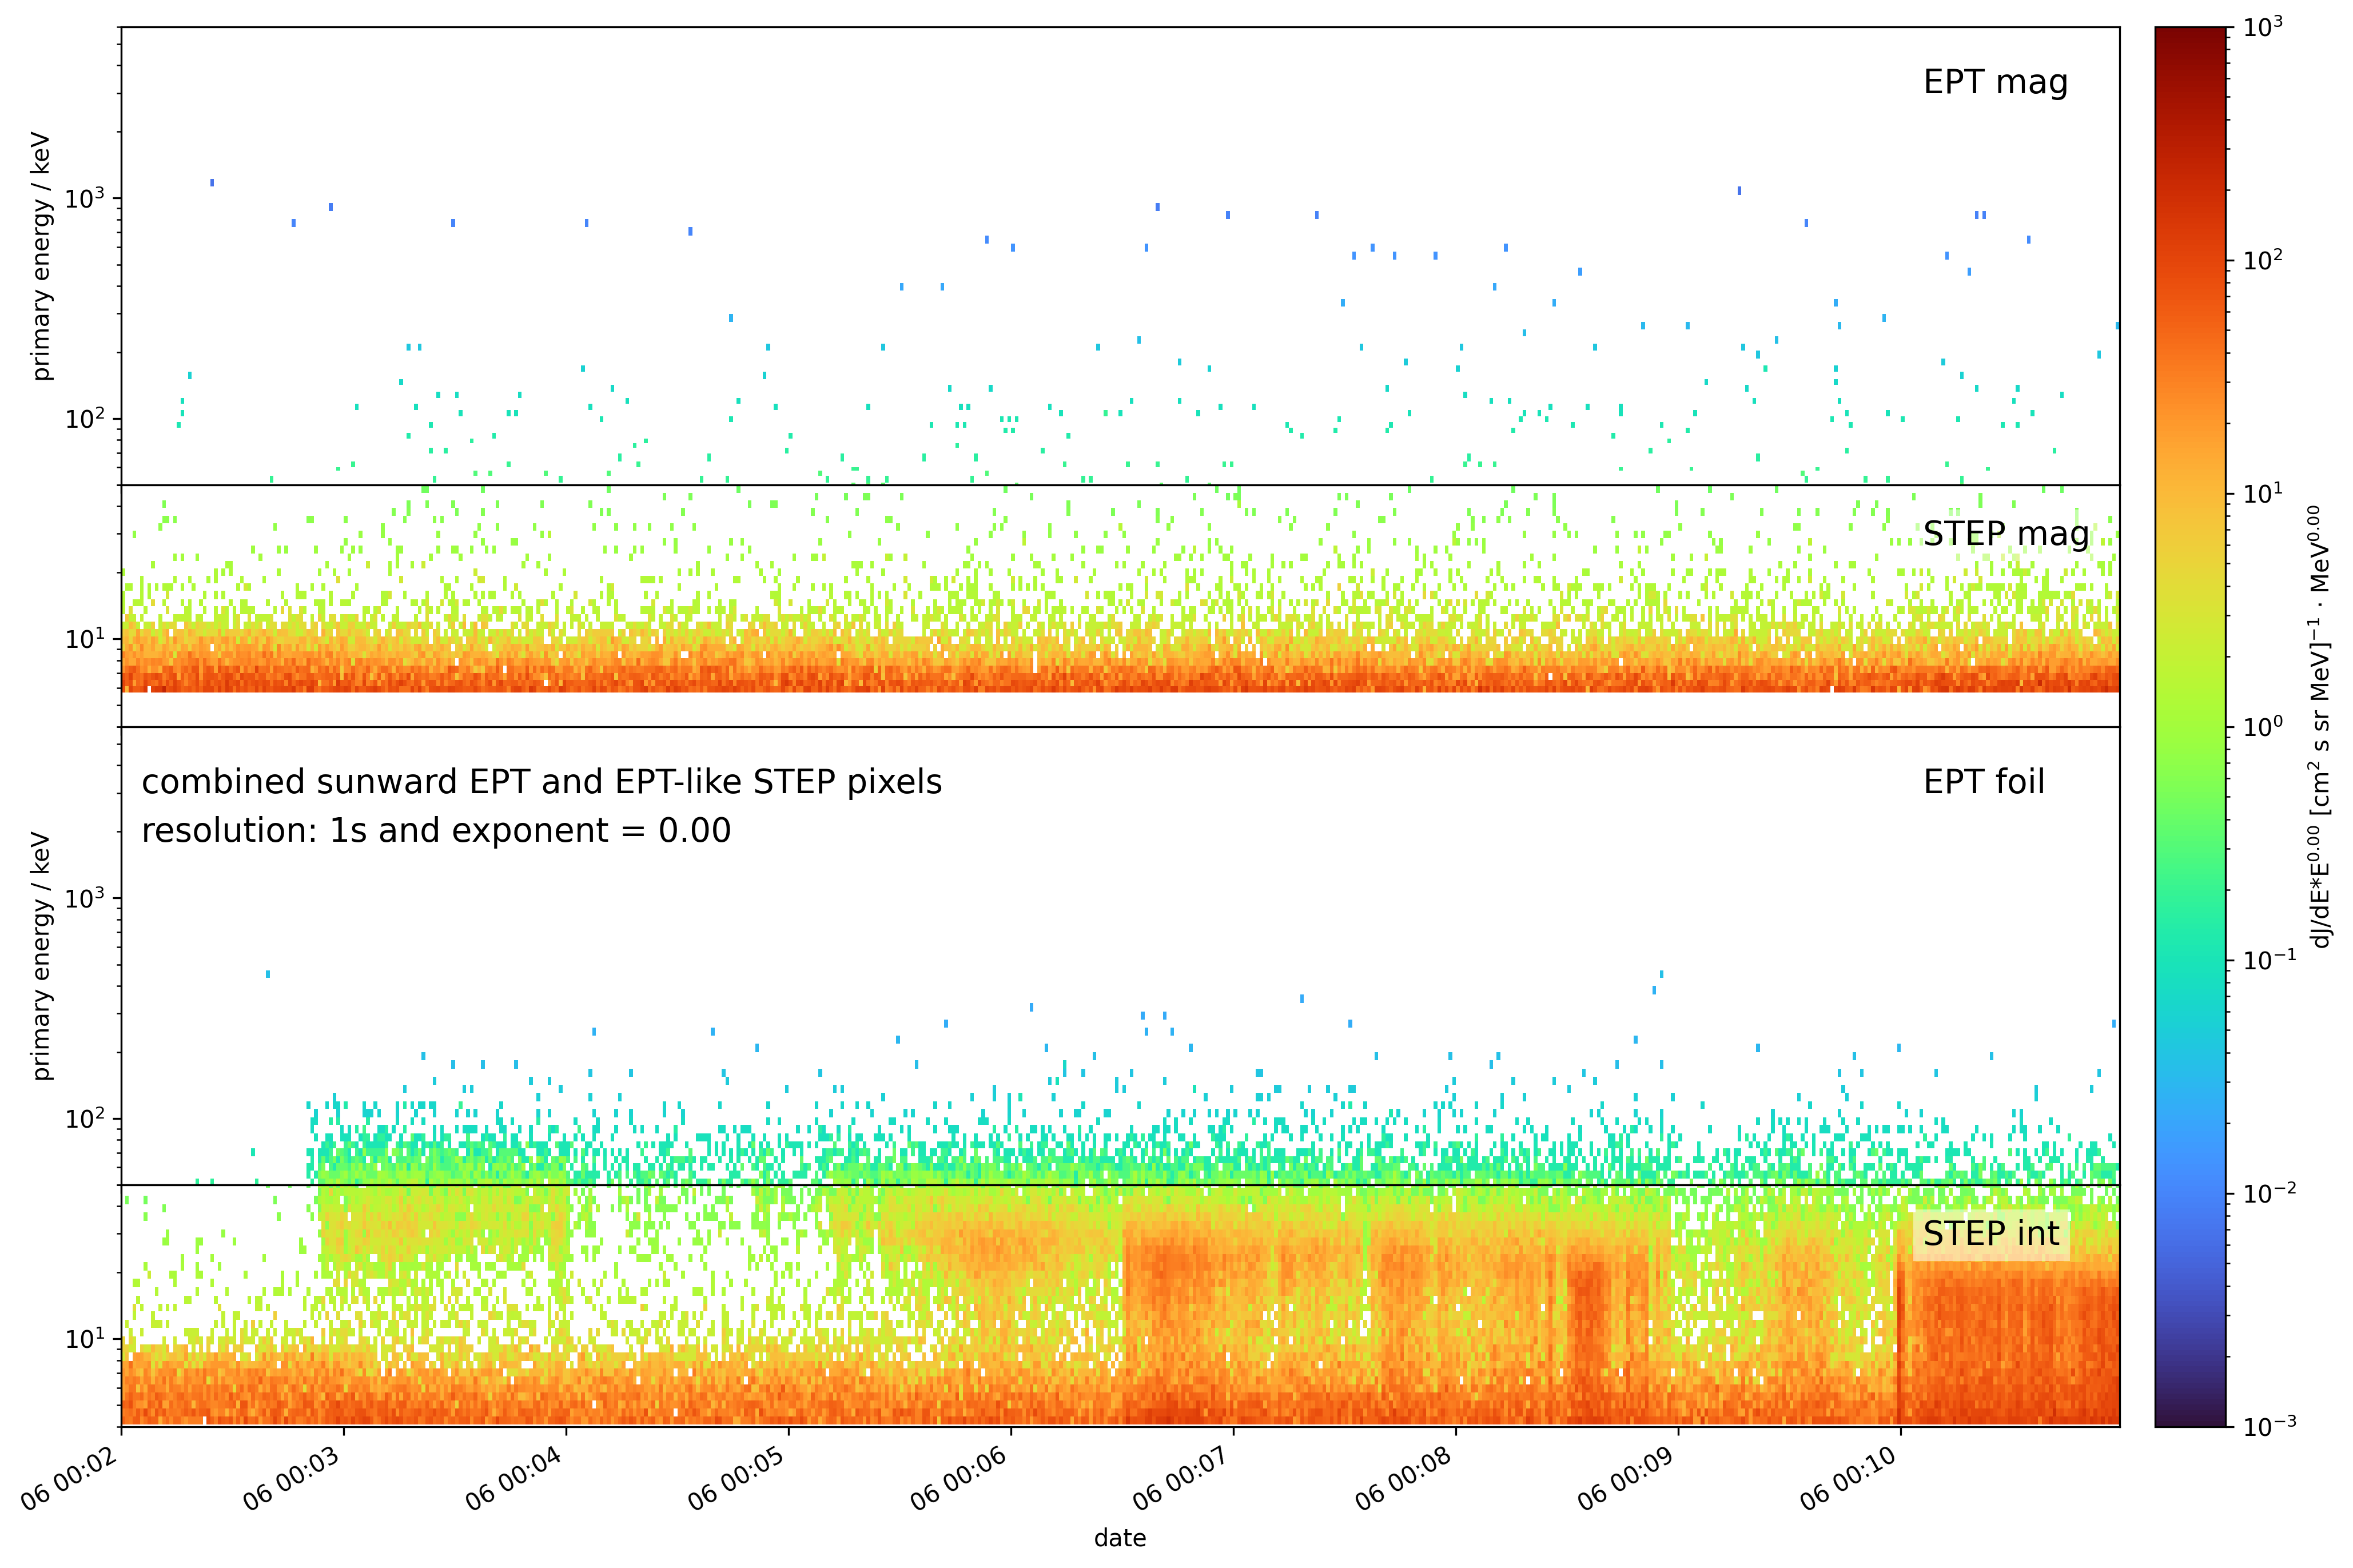 EPT mag
primary energy / keV
10³
10²
10¹
STEP mag
combined sunward EPT and EPT-like STEP pixels
resolution: 1s and exponent = 0.00
EPT foil
primary energy / keV
10³
10²
10¹
STEP int
06 00:02
06 00:03
06 00:04
06 00:05
06 00:06
06 00:07
06 00:08
06 00:09
06 00:10
date
10³
10²
10¹
10⁰
10⁻¹
10⁻²
10⁻³
dJ/dE*E⁰·⁰⁰ [cm² s sr MeV]⁻¹ · MeV⁰·⁰⁰